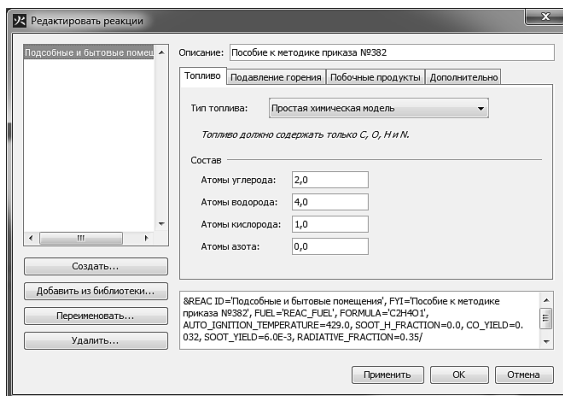 Редактировать реакции
Подсобные и бытовые помещ
Описание: Пособие к методике приказа №382
Топливо Подавление горения Побочные продукты Дополнительно
Тип топлива: Простая химическая модель
Топливо должно содержать только C, O, H и N.
Состав
Атомы углерода: 2,0
Атомы водорода: 4,0
Атомы кислорода: 1,0
Атомы азота: 0,0
Создать...
Добавить из библиотеки...
Переименовать...
Удалить...
&REAC ID='Подсобные и бытовые помещения', FYI='Пособие к методике
приказа №382', FUEL='REAC_FUEL', FORMULA='C2H4O1',
AUTO_IGNITION_TEMPERATURE=429.0, SOOT_H_FRACTION=0.0, CO_YIELD=0.
032, SOOT_YIELD=6.0E-3, RADIATIVE_FRACTION=0.35/
Применить OK Отмена